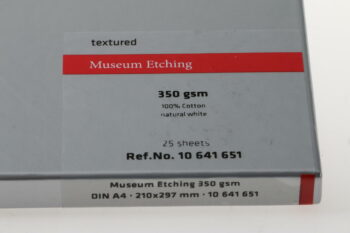 textured
Museum Etching
350 gsm
100% Cotton
natural white
25 sheets
Ref.No. 10 641 651
Museum Etching 350 gsm
DIN A4 · 210x297 mm · 10 641 651